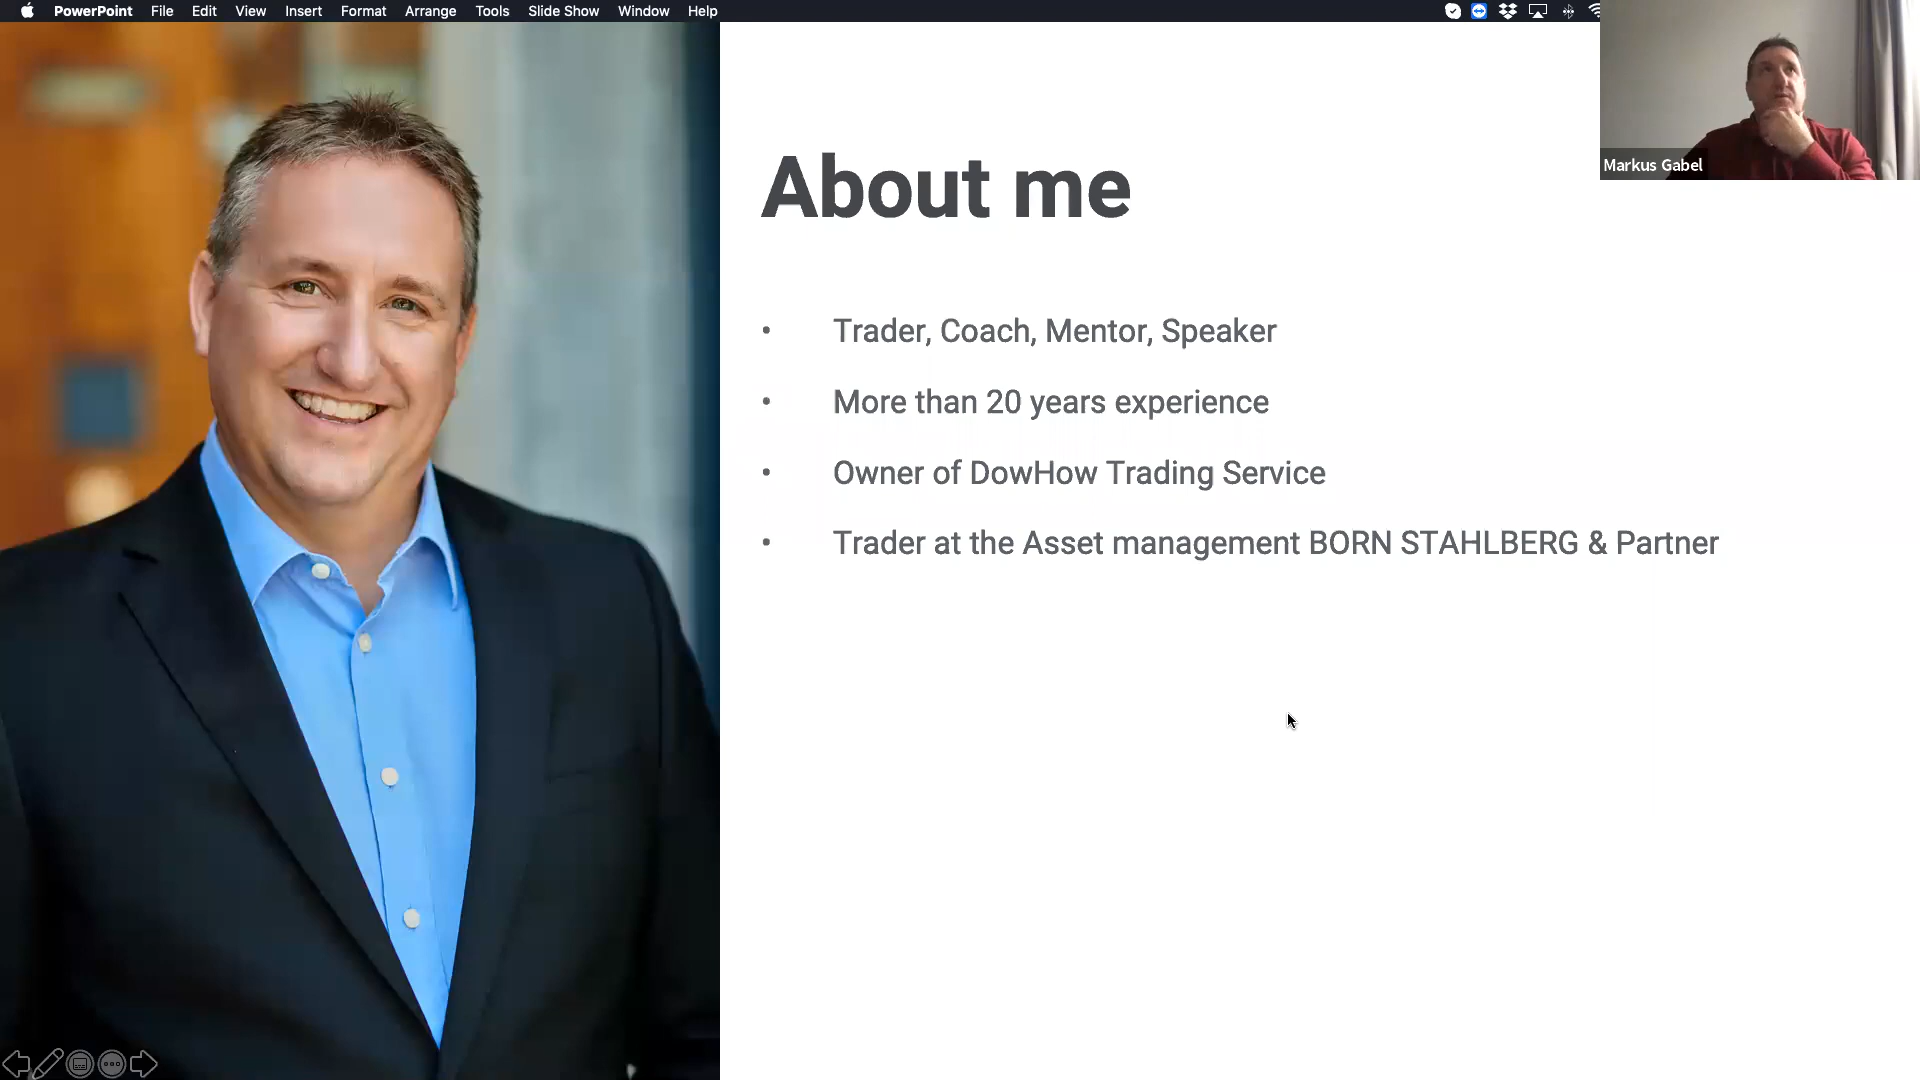 PowerPoint File Edit View Insert Format Arrange Tools Slide Show Window Help
Markus Gabel
About me
• Trader, Coach, Mentor, Speaker
• More than 20 years experience
• Owner of DowHow Trading Service
• Trader at the Asset management BORN STAHLBERG & Partner